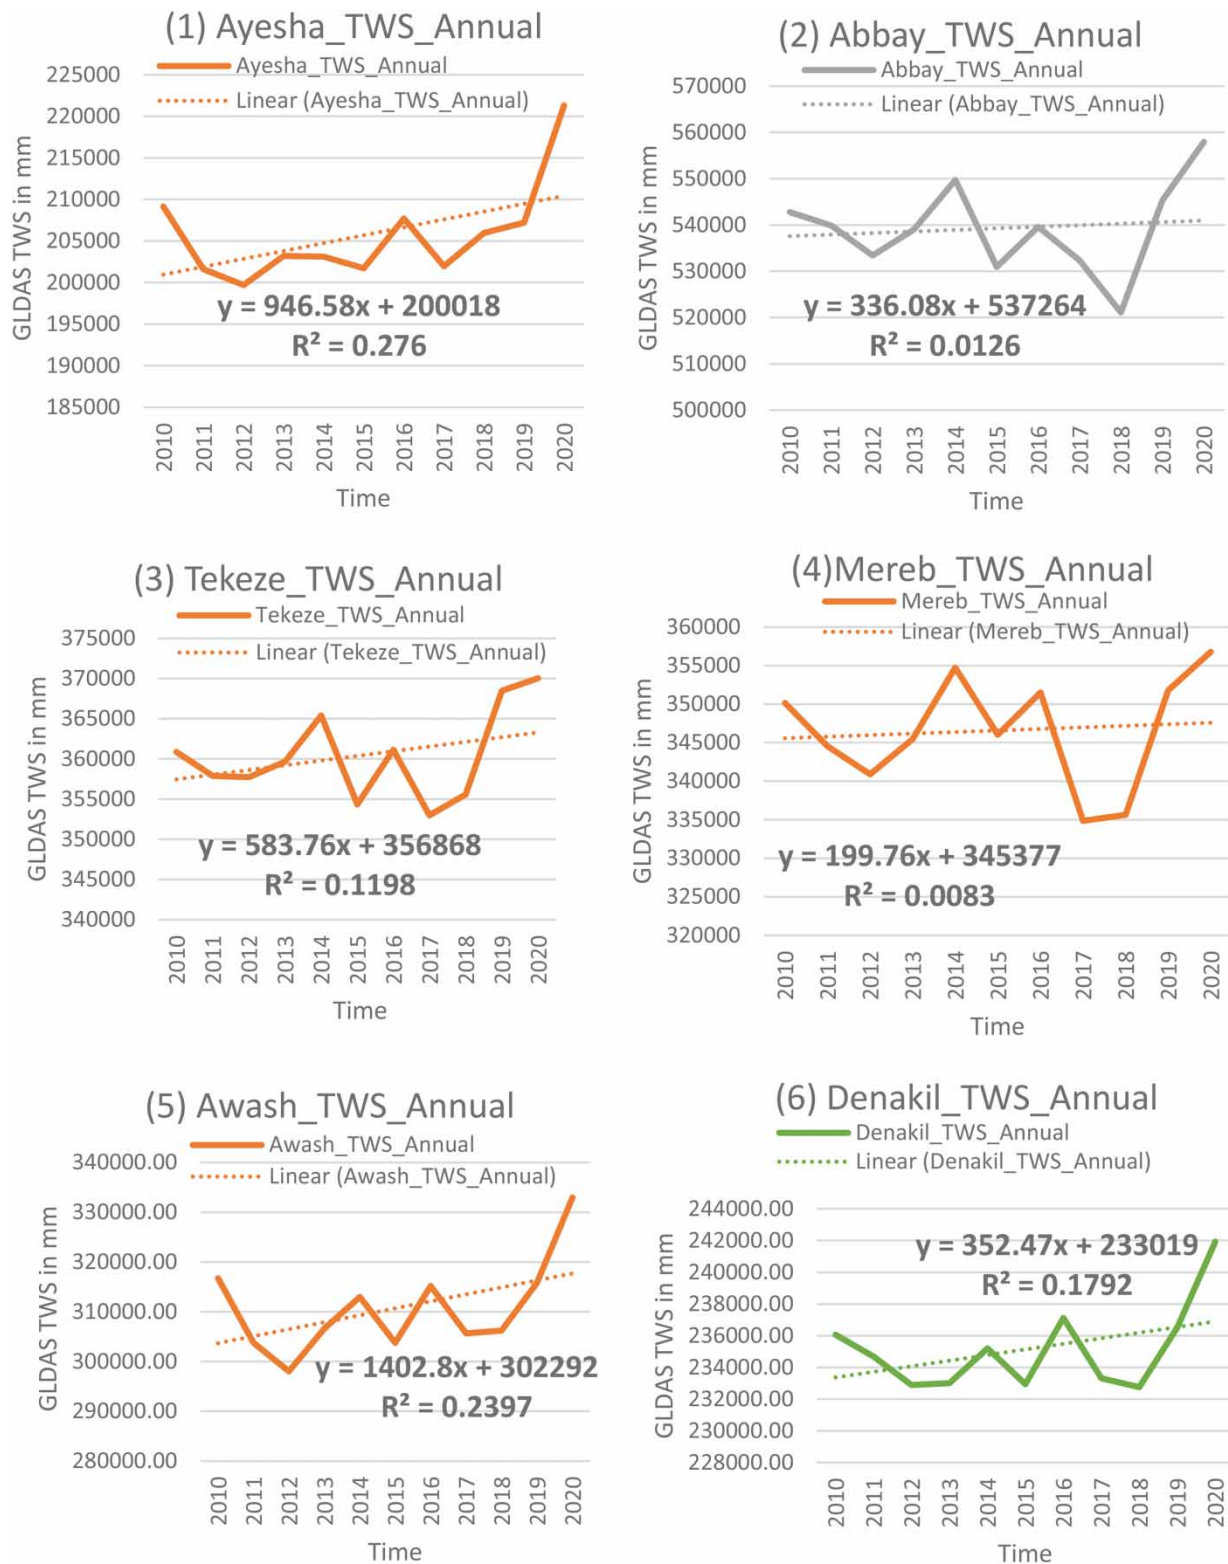 (1) Ayesha_TWS_Annual
Ayesha_TWS_Annual
Linear (Ayesha_TWS_Annual)
GLDAS TWS in mm
225000
220000
215000
210000
205000
200000
195000
190000
185000
y = 946.58x + 200018
R² = 0.276
2010 2011 2012 2013 2014 2015 2016 2017 2018 2019 2020
Time
(2) Abbay_TWS_Annual
Abbay_TWS_Annual
Linear (Abbay_TWS_Annual)
GLDAS TWS in mm
570000
560000
550000
540000
530000
520000
510000
500000
y = 336.08x + 537264
R² = 0.0126
2010 2011 2012 2013 2014 2015 2016 2017 2018 2019 2020
Time
(3) Tekeze_TWS_Annual
Tekeze_TWS_Annual
Linear (Tekeze_TWS_Annual)
GLDAS TWS in mm
375000
370000
365000
360000
355000
350000
345000
340000
y = 583.76x + 356868
R² = 0.1198
2010 2011 2012 2013 2014 2015 2016 2017 2018 2019 2020
Time
(4)Mereb_TWS_Annual
Mereb_TWS_Annual
Linear (Mereb_TWS_Annual)
GLDAS TWS in mm
360000
355000
350000
345000
340000
335000
330000
325000
320000
y = 199.76x + 345377
R² = 0.0083
2010 2011 2012 2013 2014 2015 2016 2017 2018 2019 2020
Time
(5) Awash_TWS_Annual
Awash_TWS_Annual
Linear (Awash_TWS_Annual)
GLDAS TWS in mm
340000.00
330000.00
320000.00
310000.00
300000.00
290000.00
280000.00
y = 1402.8x + 302292
R² = 0.2397
2010 2011 2012 2013 2014 2015 2016 2017 2018 2019 2020
Time
(6) Denakil_TWS_Annual
Denakil_TWS_Annual
Linear (Denakil_TWS_Annual)
GLDAS TWS in mm
244000.00
242000.00
240000.00
238000.00
236000.00
234000.00
232000.00
230000.00
228000.00
y = 352.47x + 233019
R² = 0.1792
2010 2011 2012 2013 2014 2015 2016 2017 2018 2019 2020
Time